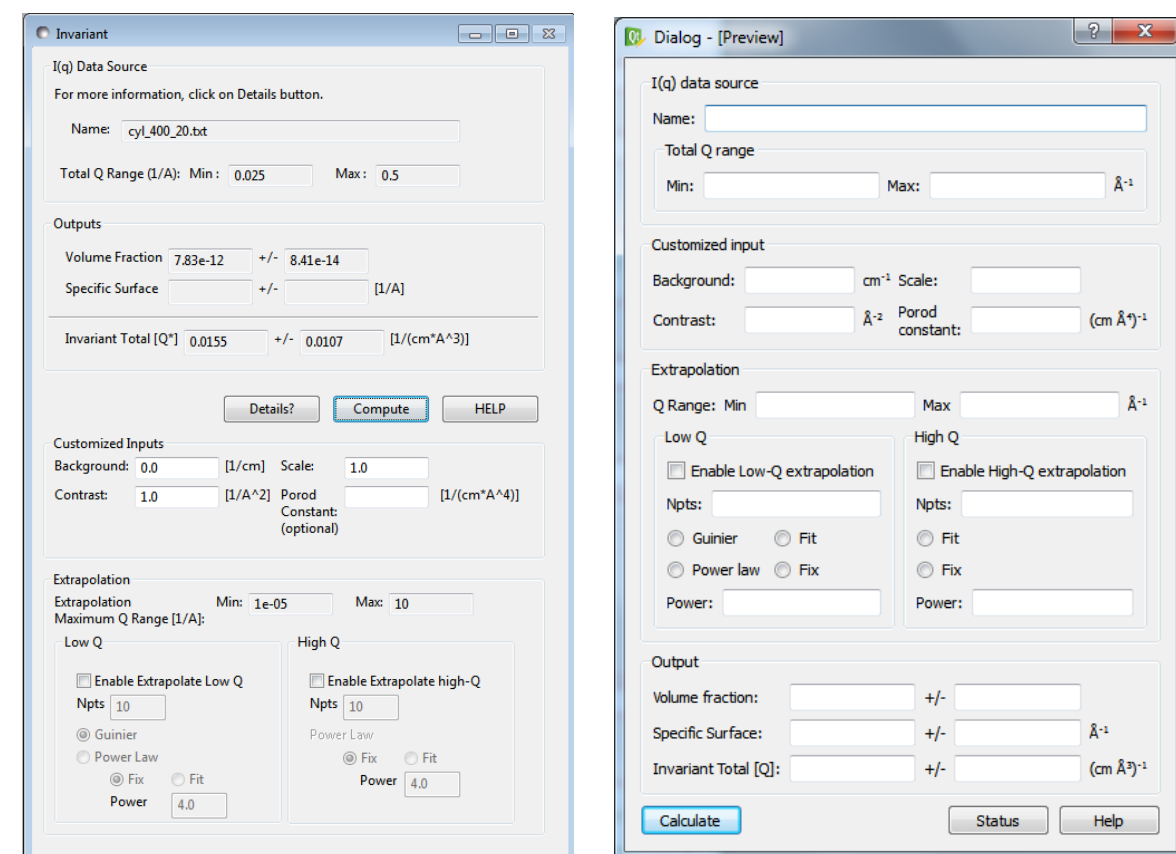 Invariant
I(q) Data Source
For more information, click on Details button.
Name: cyl_400_20.txt
Total Q Range (1/A): Min : 0.025 Max : 0.5
Outputs
Volume Fraction 7.83e-12 +/- 8.41e-14
Specific Surface +/- [1/A]
Invariant Total [Q*] 0.0155 +/- 0.0107 [1/(cm*A^3)]
Details? Compute HELP
Customized Inputs
Background: 0.0 [1/cm] Scale: 1.0
Contrast: 1.0 [1/A^2] Porod [1/(cm*A^4)]
Constant:
(optional)
Extrapolation
Extrapolation Min: 1e-05 Max: 10
Maximum Q Range [1/A]:
Low Q High Q
Enable Extrapolate Low Q Enable Extrapolate high-Q
Npts 10 Npts 10
Guinier Power Law
Power Law Fix Fit
Fix Fit Power 4.0
Power 4.0
Dialog - [Preview]
I(q) data source
Name:
Total Q range
Min: Max: Å⁻¹
Customized input
Background: cm⁻¹ Scale:
Contrast: Å⁻² Porod constant: (cm Å⁴)⁻¹
Extrapolation
Q Range: Min Max Å⁻¹
Low Q High Q
Enable Low-Q extrapolation Enable High-Q extrapolation
Npts: Npts:
Guinier Fit Fit
Power law Fix Fix
Power: Power:
Output
Volume fraction: +/-
Specific Surface: +/- Å⁻¹
Invariant Total [Q]: +/- (cm Å³)⁻¹
Calculate Status Help